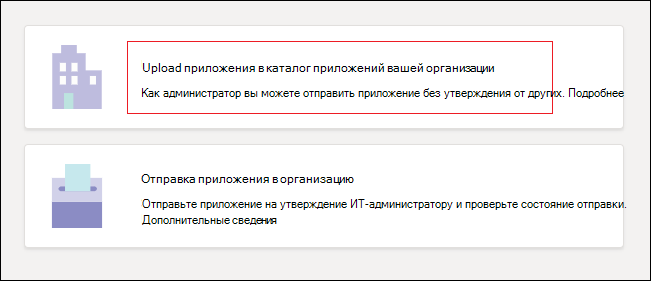 Upload приложения в каталог приложений вашей организации
Как администратор вы можете отправить приложение без утверждения от других. Подробнее
Отправка приложения в организацию
Отправьте приложение на утверждение ИТ-администратору и проверьте состояние отправки.
Дополнительные сведения